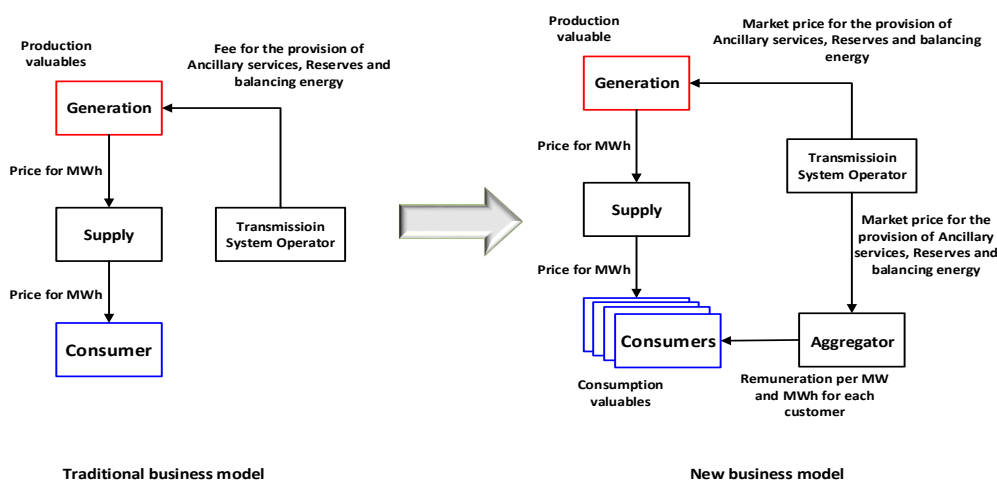 Production
valuables
Fee for the provision of
Ancillary services, Reserves and
balancing energy
Generation
Price for MWh
Supply
Transmissioin
System Operator
Price for MWh
Consumer
Traditional business model
Production
valuable
Market price for the provision of
Ancillary services, Reserves and balancing
energy
Generation
Price for MWh
Transmissioin
System Operator
Supply
Market price for the
provision of Ancillary
services, Reserves and
balancing energy
Price for MWh
Consumers
Aggregator
Consumption
valuables
Remuneration per MW
and MWh for each
customer
New business model